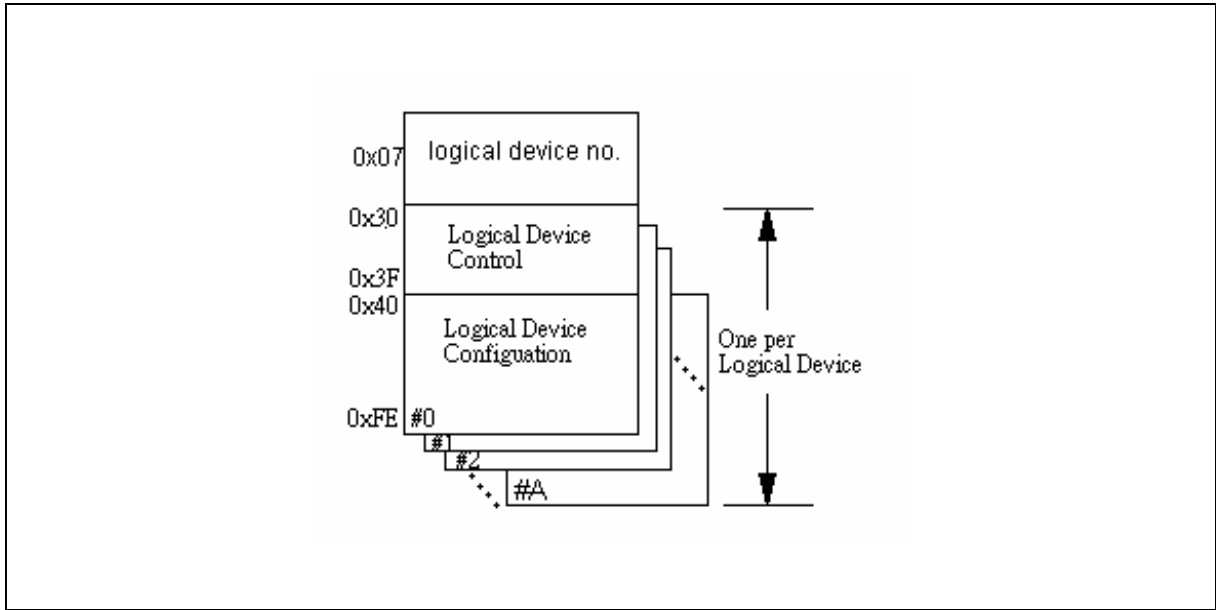 0x07 logical device no.
0x30
Logical Device
Control
0x3F
0x40
Logical Device
Configuation
0xFE #0
#1
#2
#A
One per
Logical Device